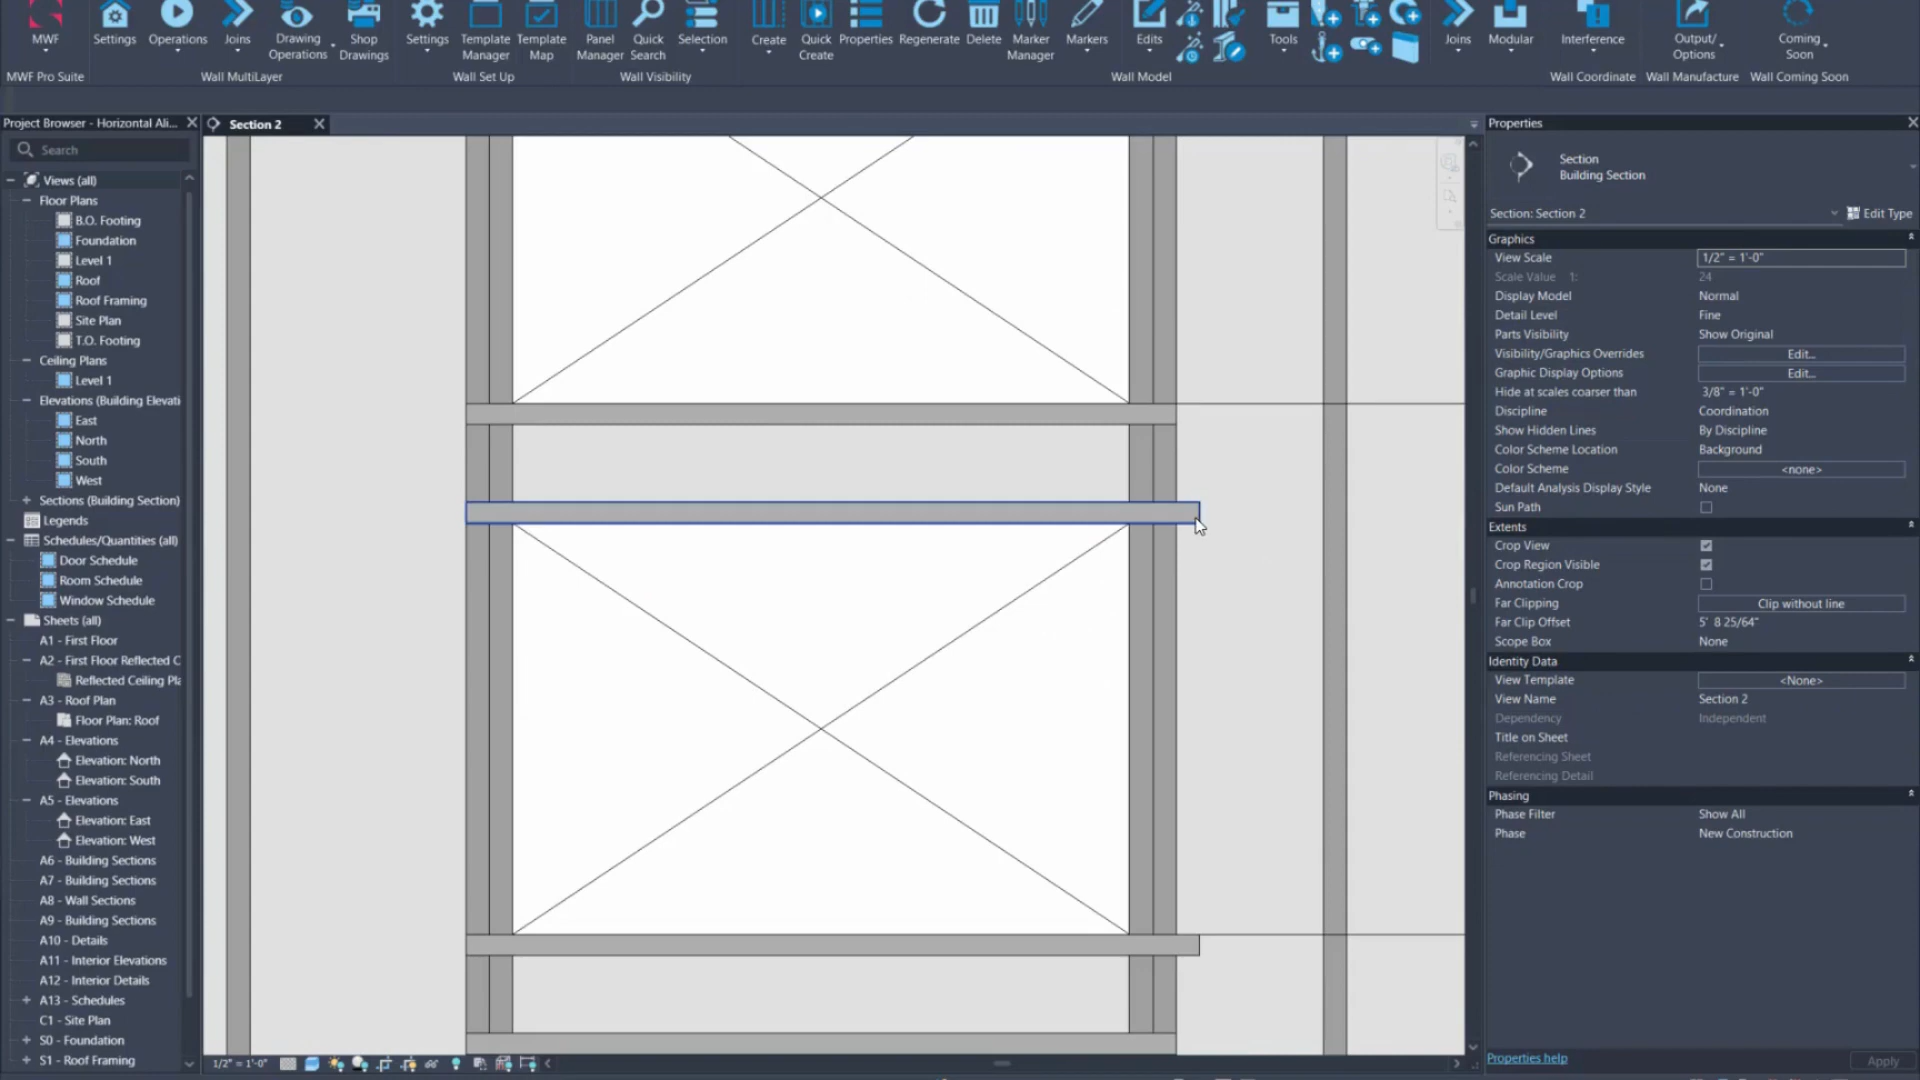 MWF
Settings
Operations
Joins
Drawing Operations
Shop Drawings
Settings
Template Manager
Template Map
Panel Manager
Quick Search
Selection
Create
Quick Create
Properties
Regenerate
Delete
Marker Manager
Markers
Edits
Tools
Joins
Modular
Interference
Output/ Options
Coming Soon
MWF Pro Suite
Wall MultiLayer
Wall Set Up
Wall Visibility
Wall Model
Wall Coordinate
Wall Manufacture
Wall Coming Soon
Project Browser - Horizontal Ali...
Search
Views (all)
Floor Plans
B.O. Footing
Foundation
Level 1
Roof
Roof Framing
Site Plan
T.O. Footing
Ceiling Plans
Level 1
Elevations (Building Elevati
East
North
South
West
Sections (Building Section)
Legends
Schedules/Quantities (all)
Door Schedule
Room Schedule
Window Schedule
Sheets (all)
A1 - First Floor
A2 - First Floor Reflected C
Reflected Ceiling Pla
A3 - Roof Plan
Floor Plan: Roof
A4 - Elevations
Elevation: North
Elevation: South
A5 - Elevations
Elevation: East
Elevation: West
A6 - Building Sections
A7 - Building Sections
A8 - Wall Sections
A9 - Building Sections
A10 - Details
A11 - Interior Elevations
A12 - Interior Details
A13 - Schedules
C1 - Site Plan
S0 - Foundation
S1 - Roof Framing
Section 2
1/2" = 1'-0"
Properties
Section
Building Section
Section: Section 2
Edit Type
Graphics
View Scale 1/2" = 1'-0"
Scale Value 1: 24
Display Model Normal
Detail Level Fine
Parts Visibility Show Original
Visibility/Graphics Overrides Edit...
Graphic Display Options Edit...
Hide at scales coarser than 3/8" = 1'-0"
Discipline Coordination
Show Hidden Lines By Discipline
Color Scheme Location Background
Color Scheme <none>
Default Analysis Display Style None
Sun Path
Extents
Crop View
Crop Region Visible
Annotation Crop
Far Clipping Clip without line
Far Clip Offset 5' 8 25/64"
Scope Box None
Identity Data
View Template <None>
View Name Section 2
Dependency Independent
Title on Sheet
Referencing Sheet
Referencing Detail
Phasing
Phase Filter Show All
Phase New Construction
Properties help
Apply